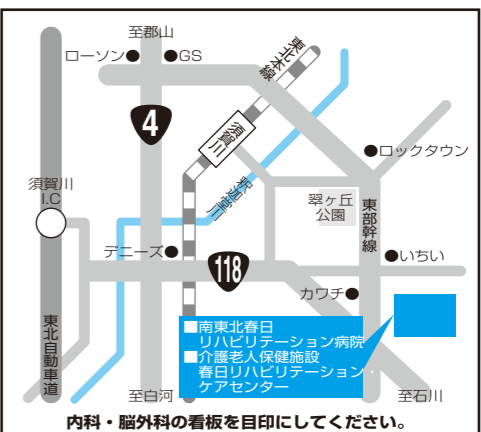 至郡山
ローソン
GS
東北本線
4
須賀川
ロックタウン
須賀川
I.C
釈迦堂川
翠ヶ丘
公園
東部幹線
デニーズ
いちい
118
カワチ
■南東北春日
リハビリテーション病院
■介護老人保健施設
春日リハビリテーション・
ケアセンター
東北自動車道
至白河
至石川
内科・脳外科の看板を目印にしてください。